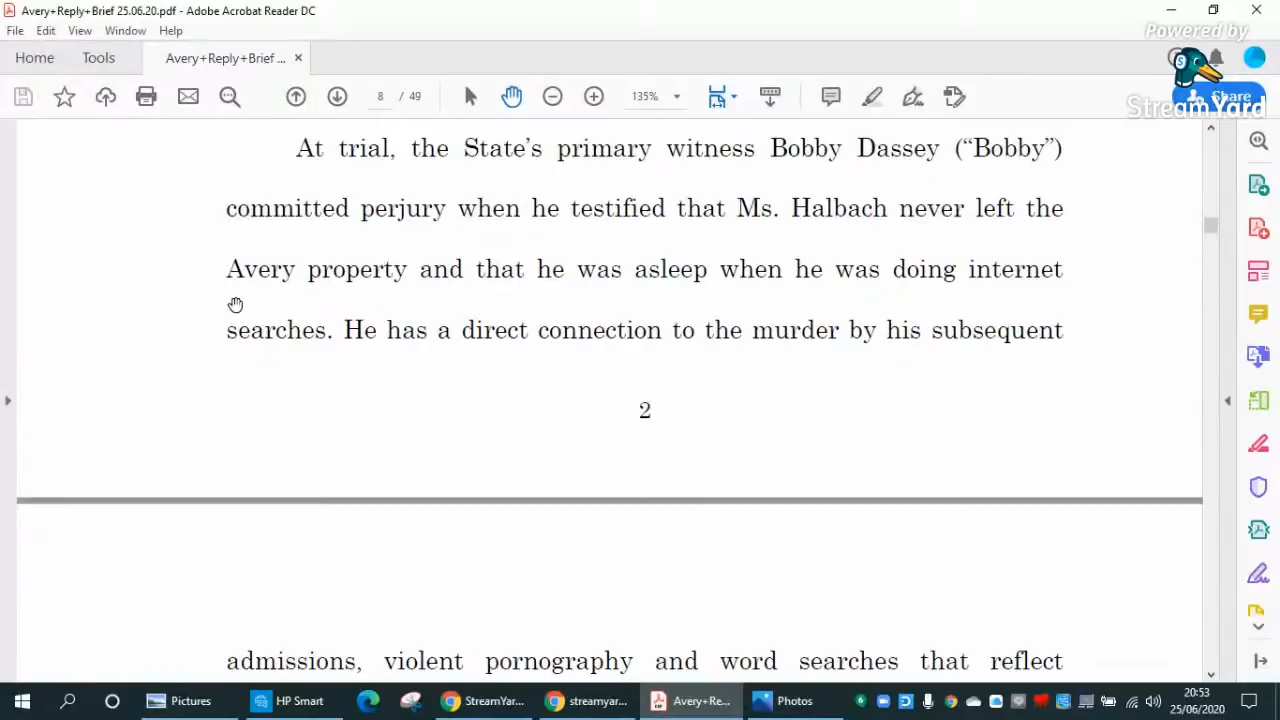 Avery+Reply+Brief 25.06.20.pdf - Adobe Acrobat Reader DC
File Edit View Window Help
Powered by
Home Tools Avery+Reply+Brief ... ×
8 / 49 135% Share
StreamYard
At trial, the State's primary witness Bobby Dassey (“Bobby”)
committed perjury when he testified that Ms. Halbach never left the
Avery property and that he was asleep when he was doing internet
searches. He has a direct connection to the murder by his subsequent
2
admissions, violent pornography and word searches that reflect
Pictures HP Smart StreamYar... streamyar... Avery+Re... Photos 20:53
25/06/2020